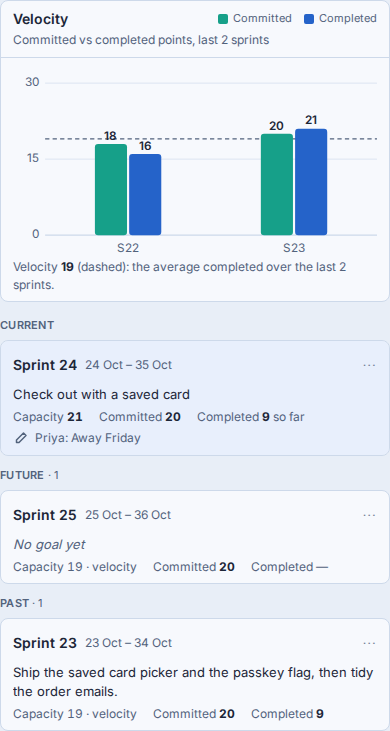 Velocity
Committed Completed
Committed vs completed points, last 2 sprints
30
15
0
18
16
20
21
S22
S23
Velocity 19 (dashed): the average completed over the last 2
sprints.
CURRENT
Sprint 24 24 Oct – 35 Oct ...
Check out with a saved card
Capacity 21 Committed 20 Completed 9 so far
Priya: Away Friday
FUTURE · 1
Sprint 25 25 Oct – 36 Oct ...
No goal yet
Capacity 19 · velocity Committed 20 Completed —
PAST · 1
Sprint 23 23 Oct – 34 Oct ...
Ship the saved card picker and the passkey flag, then tidy
the order emails.
Capacity 19 · velocity Committed 20 Completed 9